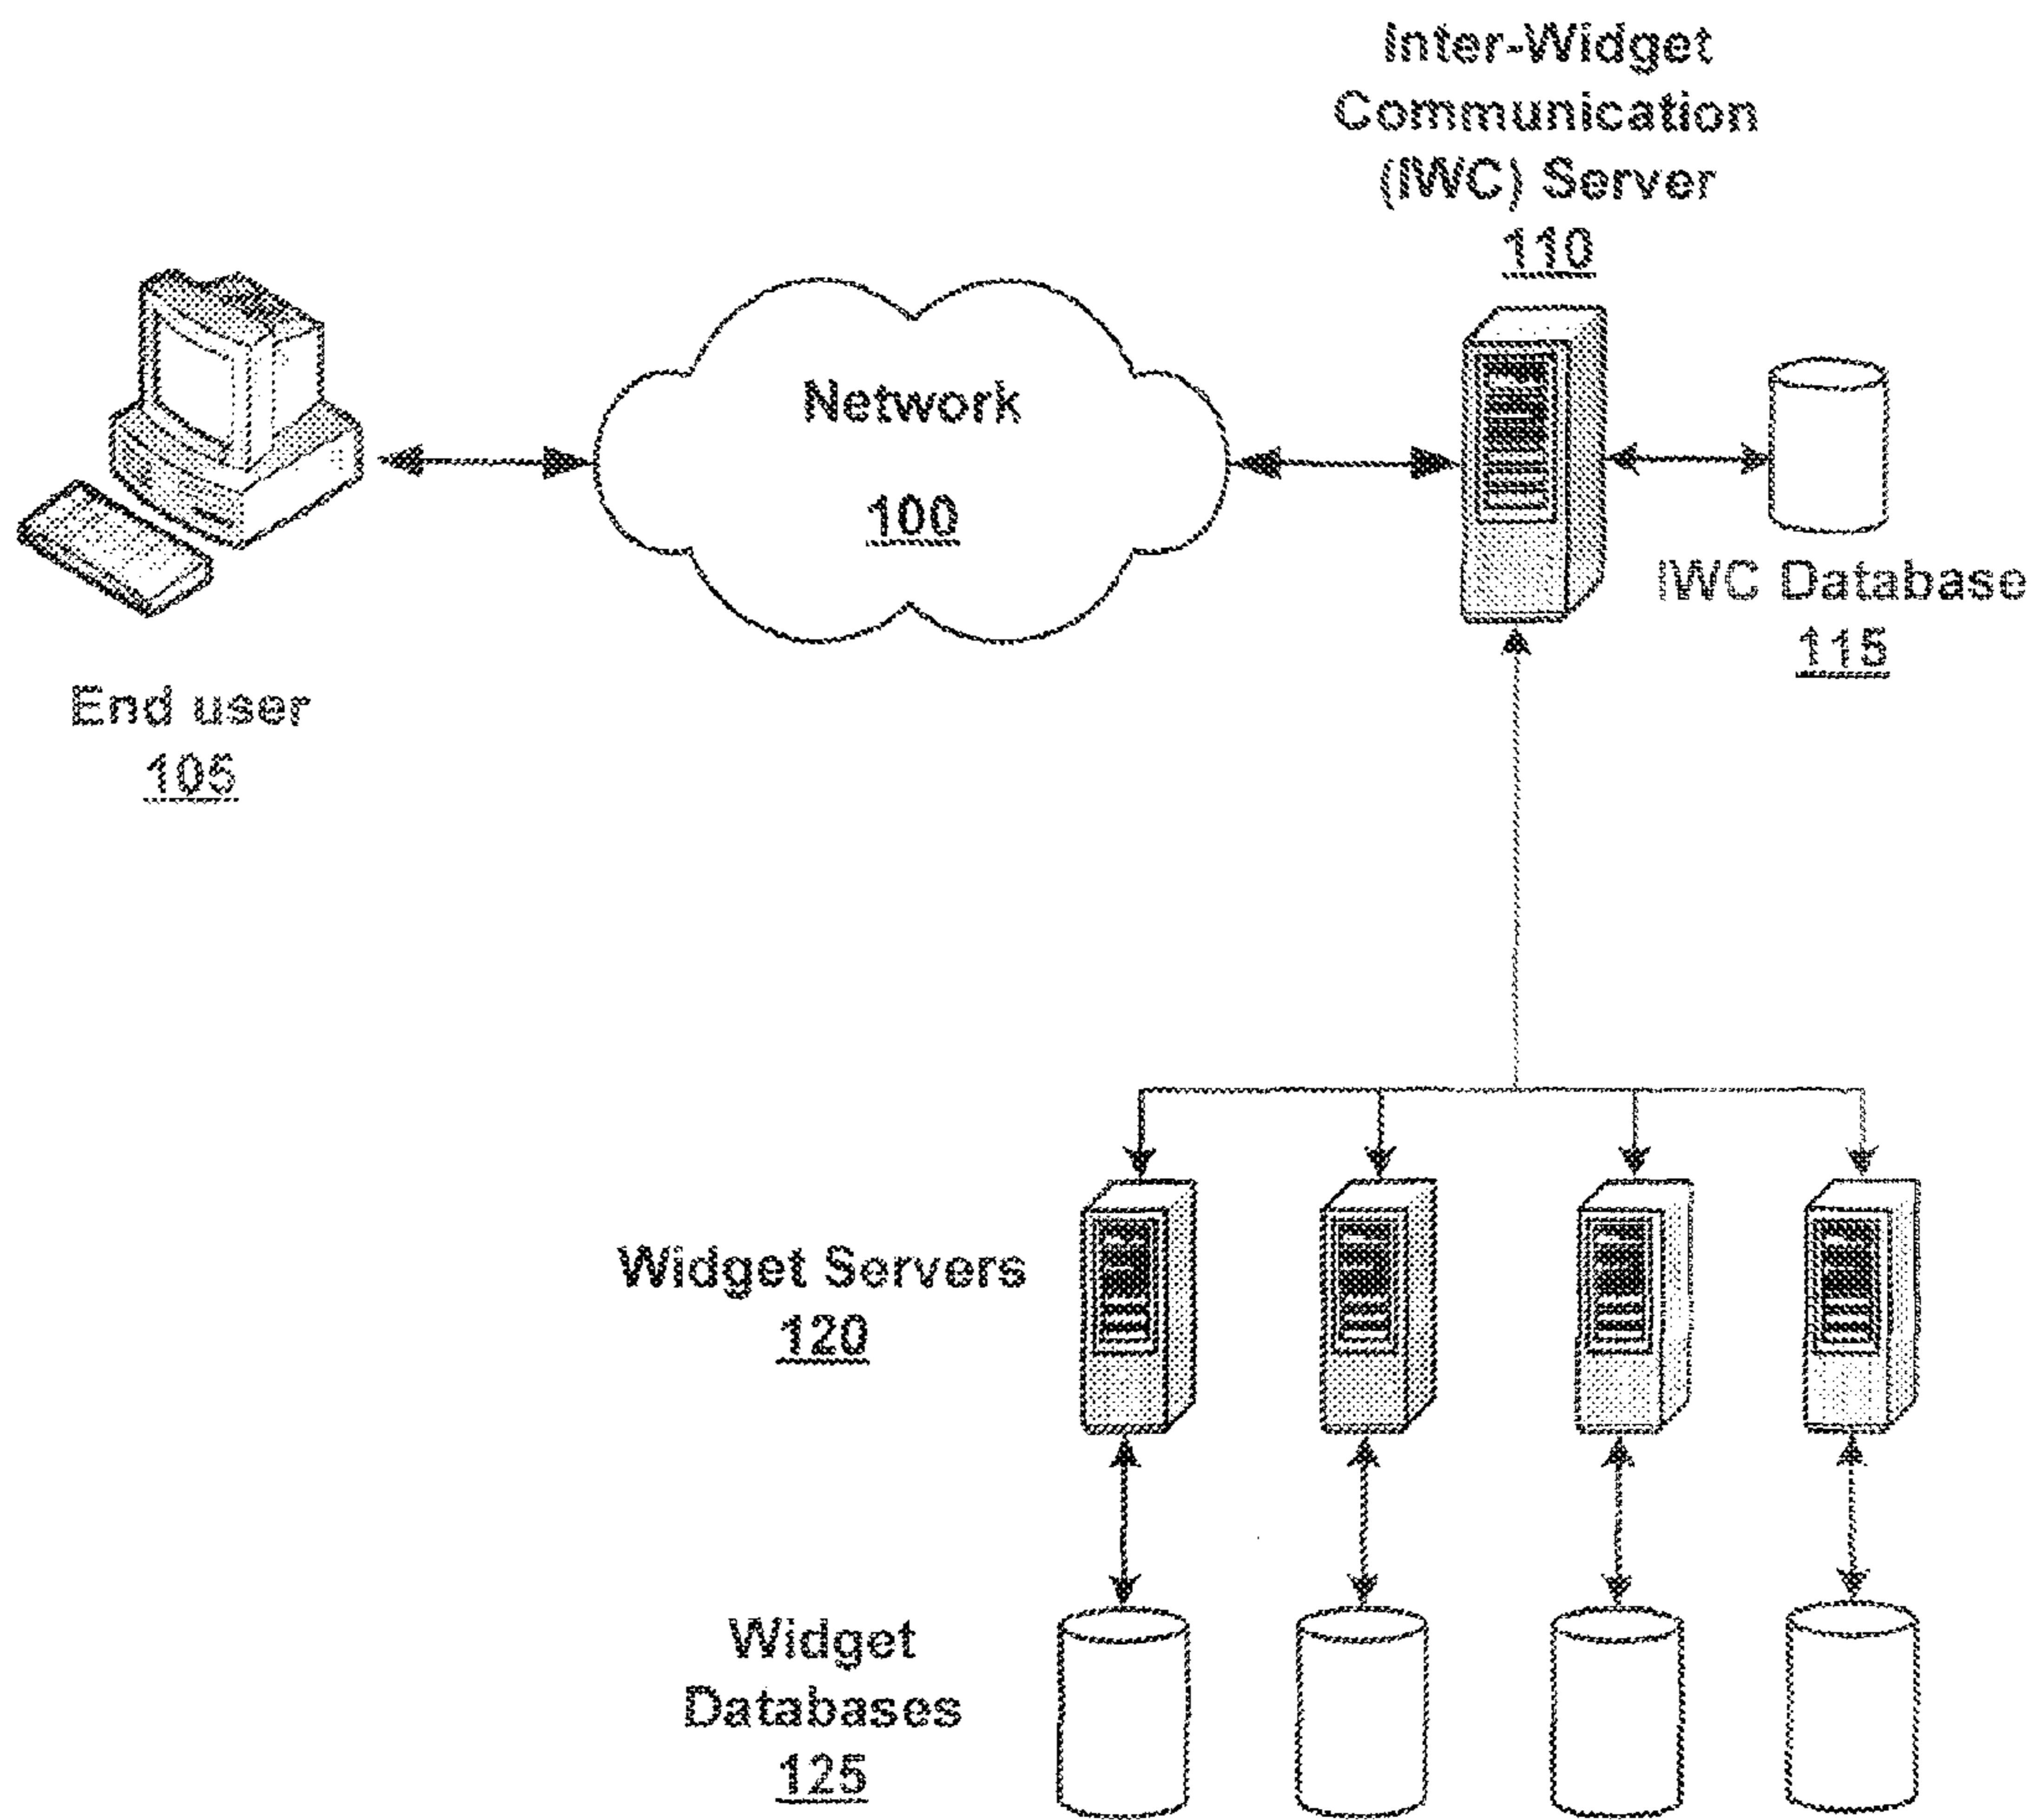 Inter-Widget
Communication
(IWC) Server
110
Network
100
IWC Database
115
End user
105
Widget Servers
120
Widget
Databases
125